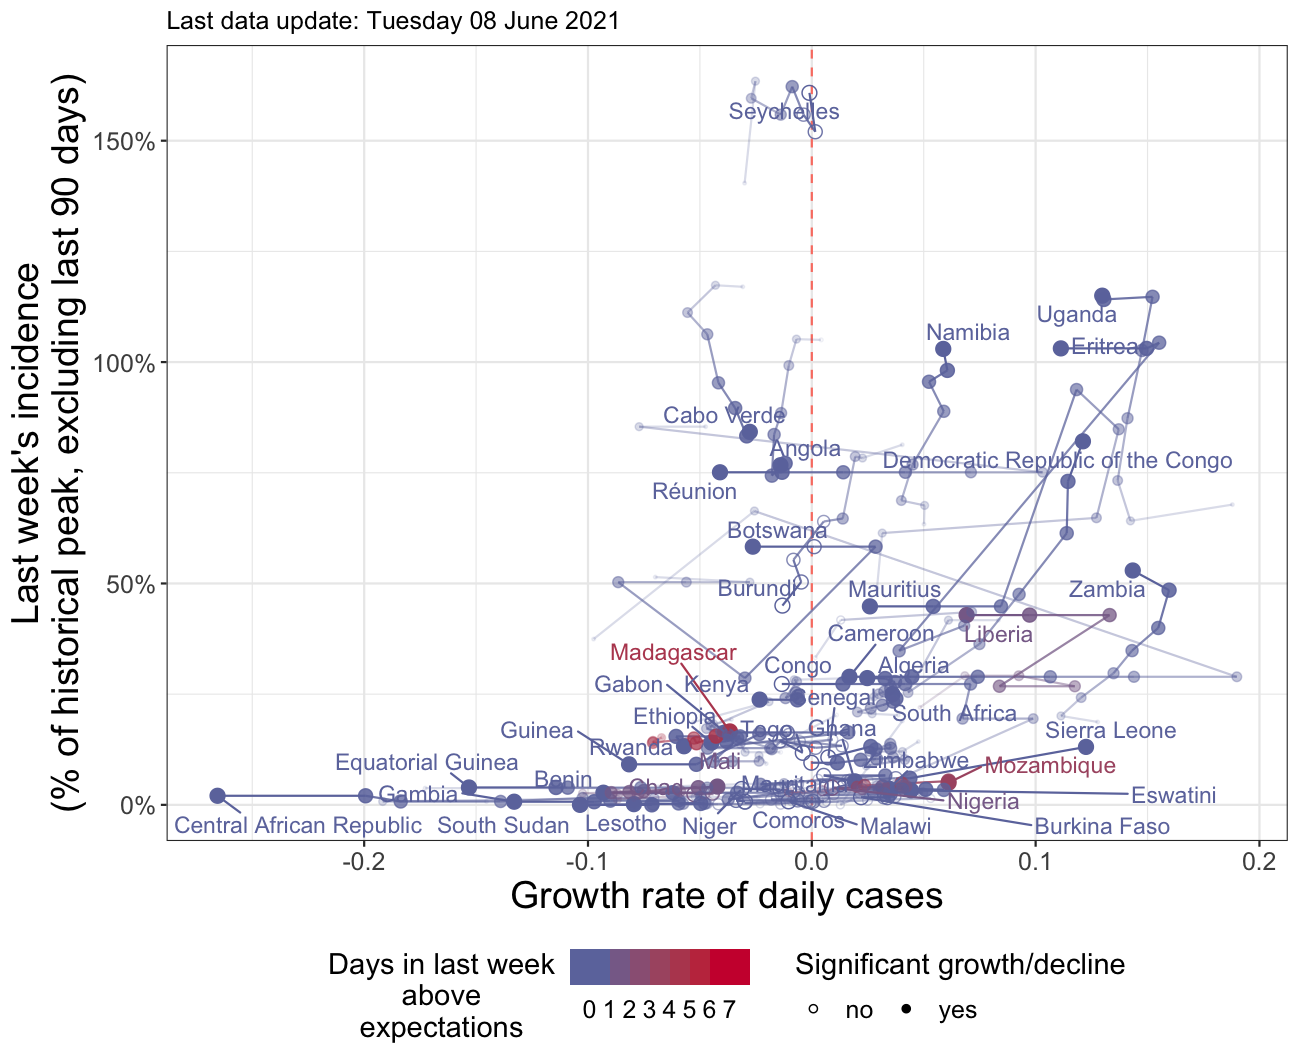 Last data update: Tuesday 08 June 2021
Last week's incidence
(% of historical peak, excluding last 90 days)
150%
100%
50%
0%
Seychelles
Uganda
Namibia
Eritrea
Cabo Verde
Angola
Democratic Republic of the Congo
Réunion
Botswana
Burundi
Mauritius
Zambia
Liberia
Cameroon
Madagascar
Congo
Algeria
Gabon
Kenya
Senegal
Ethiopia
South Africa
Guinea
Togo
Ghana
Sierra Leone
Rwanda
Equatorial Guinea
Mali
Zimbabwe
Mozambique
Benin
Chad
Mauritania
Gambia
Nigeria
Eswatini
Central African Republic
South Sudan
Lesotho
Niger
Comoros
Malawi
Burkina Faso
-0.2
-0.1
0.0
0.1
0.2
Growth rate of daily cases
Days in last week
above
expectations
0 1 2 3 4 5 6 7
Significant growth/decline
no
yes